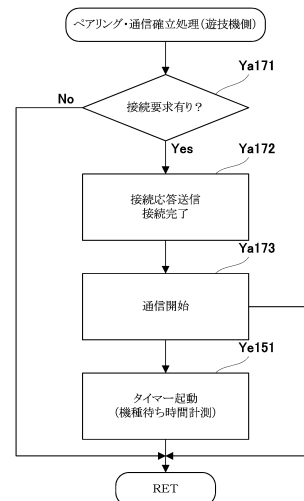 ペアリング・通信確立処理(遊技機側)
Ya171
接続要求有り？
No
Yes
Ya172
接続応答送信
接続完了
Ya173
通信開始
Ye151
タイマー起動
(機種待ち時間計測)
RET